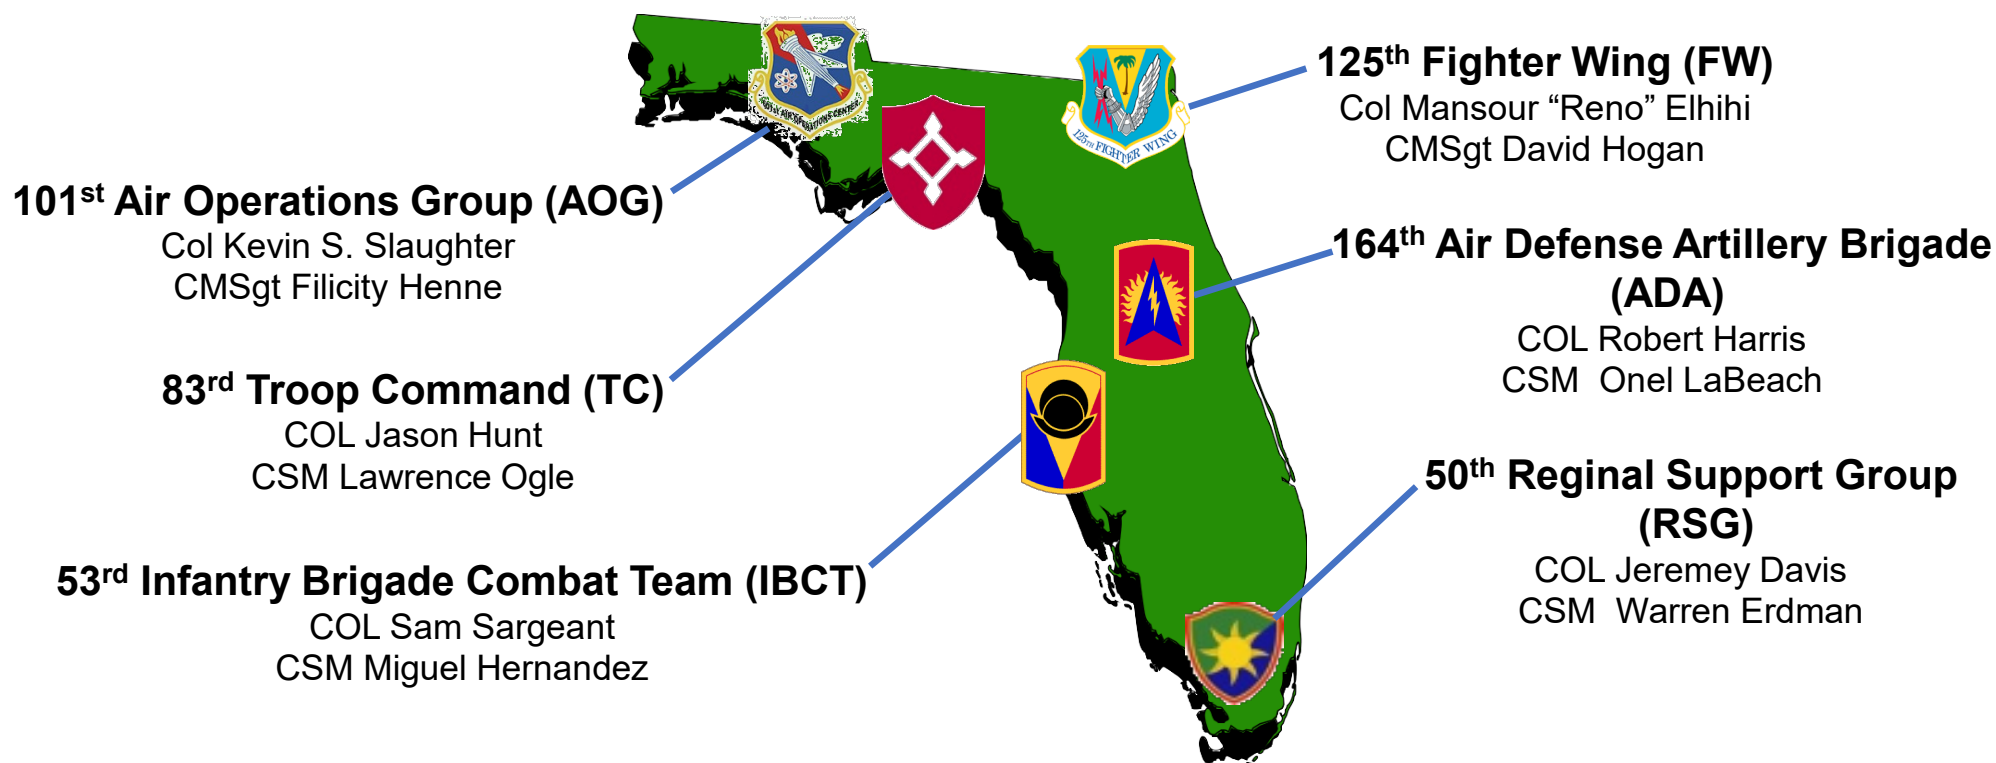 101st Air Operations Group (AOG)
Col Kevin S. Slaughter
CMSgt Filicity Henne
83rd Troop Command (TC)
COL Jason Hunt
CSM Lawrence Ogle
53rd Infantry Brigade Combat Team (IBCT)
COL Sam Sargeant
CSM Miguel Hernandez
125TH FIGHTER WING
125th Fighter Wing (FW)
Col Mansour “Reno” Elhihi
CMSgt David Hogan
164th Air Defense Artillery Brigade
(ADA)
COL Robert Harris
CSM  Onel LaBeach
50th Reginal Support Group
(RSG)
COL Jeremey Davis
CSM  Warren Erdman